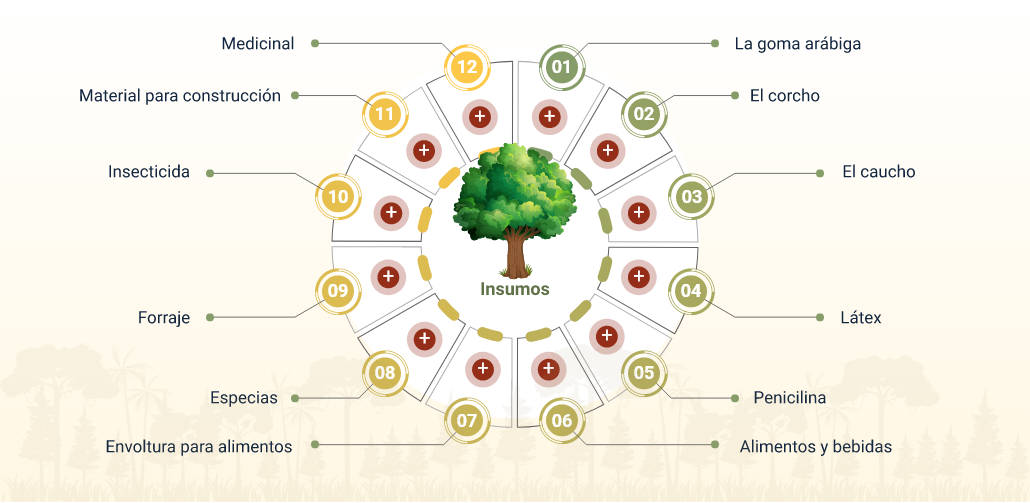 Medicinal
12
01
La goma arábiga
Material para construcción
11
02
El corcho
Insecticida
10
03
El caucho
Insumos
Forraje
09
04
Látex
Especias
08
05
Penicilina
Envoltura para alimentos
07
06
Alimentos y bebidas